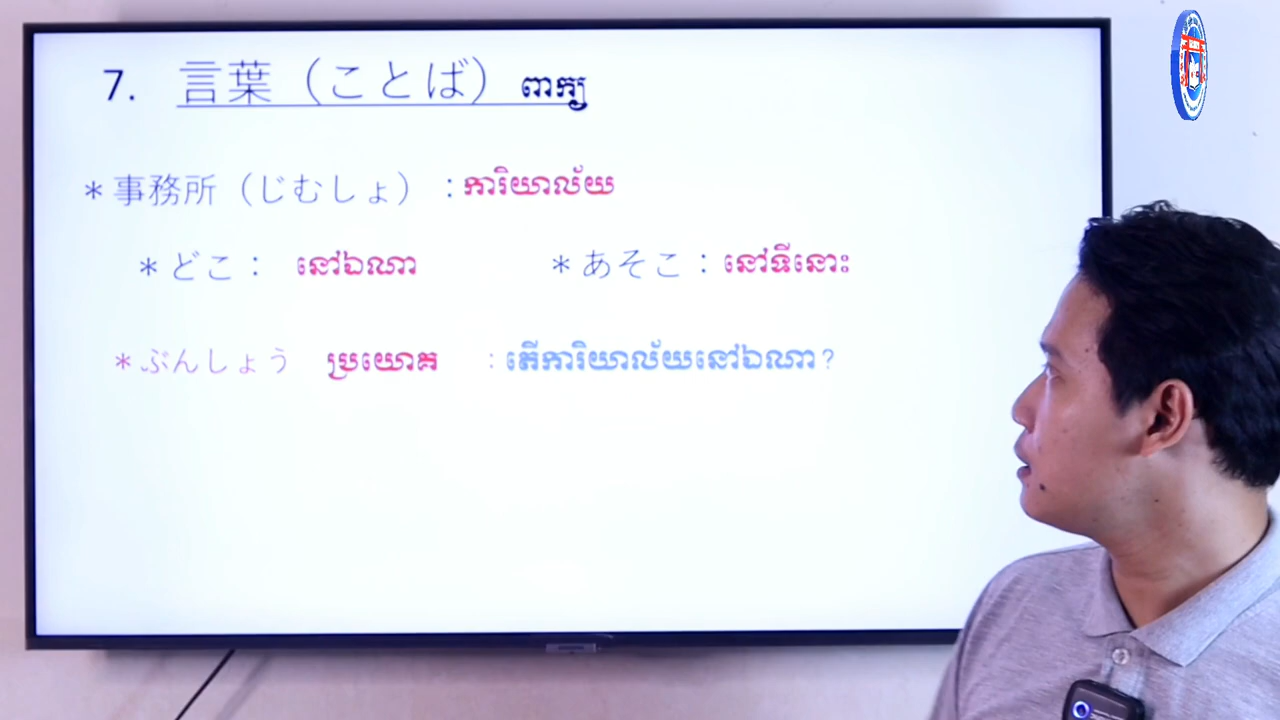 7. 言葉（ことば） ពាក្យ
* 事務所（じむしょ） : ការិយាល័យ
* どこ： នៅឯណា * あそこ： នៅទីនោះ
* ぶんしょう ប្រយោគ : តើការិយាល័យនៅឯណា?